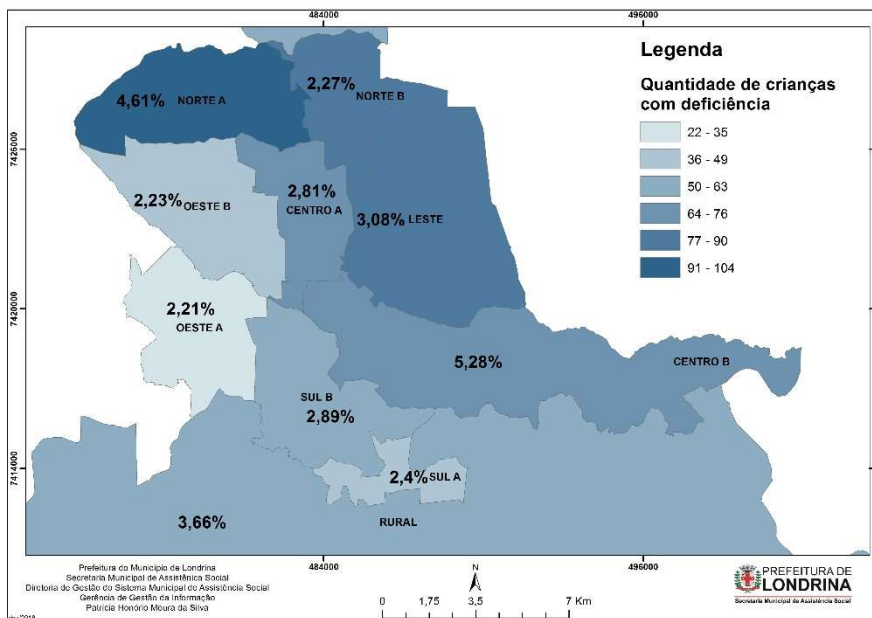 484000
496000
7426000
7420000
7414000
4,61% NORTE A
2,27%
NORTE B
2,23% OESTE B
2,81%
CENTRO A
3,08% LESTE
2,21%
OESTE A
5,28%
CENTRO B
SUL B
2,89%
2,4% SUL A
3,66%
RURAL
Legenda
Quantidade de crianças
com deficiência
22 - 35
36 - 49
50 - 63
64 - 76
77 - 90
91 - 104
484000
496000
Prefeitura do Município de Londrina
Secretaria Municipal de Assistência Social
Diretoria de Gestão do Sistema Municipal de Assistência Social
Gerência de Gestão da Informação
Patrícia Honório Moura da Silva
N
0 1,75 3,5 7 Km
PREFEITURA DE
LONDRINA
Secretaria Municipal de Assistência Social